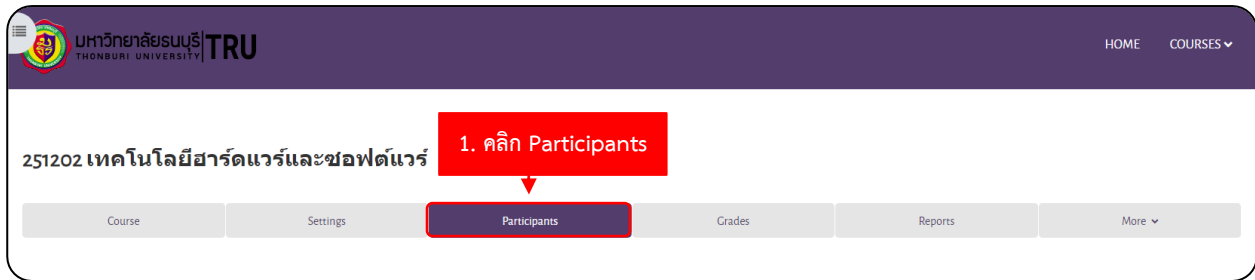 มหาวิทยาลัยธนบุรี TRU
THONBURI UNIVERSITY
HOME COURSES
1. คลิก Participants
251202 เทคโนโลยีฮาร์ดแวร์และซอฟต์แวร์
Course Settings Participants Grades Reports More